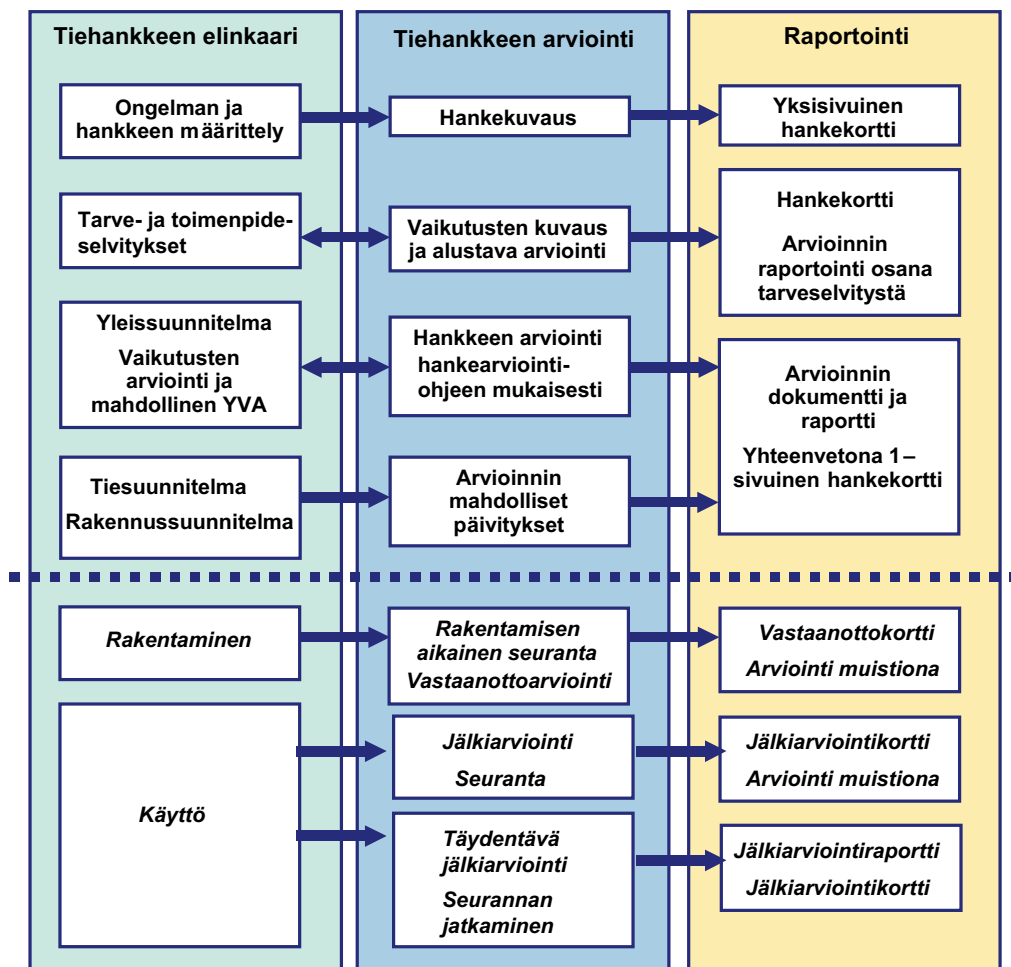 Tiehankkeen elinkaari
Tiehankkeen arviointi
Raportointi
Ongelman ja
hankkeen määrittely
Hankekuvaus
Yksisivuinen
hankekortti
Tarve- ja toimenpide-
selvitykset
Vaikutusten kuvaus
ja alustava arviointi
Hankekortti
Arvioinnin
raportointi osana
tarveselvitystä
Yleissuunnitelma
Vaikutusten
arviointi ja
mahdollinen YVA
Hankkeen arviointi
hankearviointi-
ohjeen mukaisesti
Arvioinnin
dokumentti ja
raportti
Yhteenvetona 1–
sivuinen hankekortti
Tiesuunnitelma
Rakennussuunnitelma
Arvioinnin
mahdolliset
päivitykset
Rakentaminen
Rakentamisen
aikainen seuranta
Vastaanottoarviointi
Vastaanottokortti
Arviointi muistiona
Käyttö
Jälkiarviointi
Seuranta
Jälkiarviointikortti
Arviointi muistiona
Täydentävä
jälkiarviointi
Seurannan
jatkaminen
Jälkiarviointiraportti
Jälkiarviointikortti